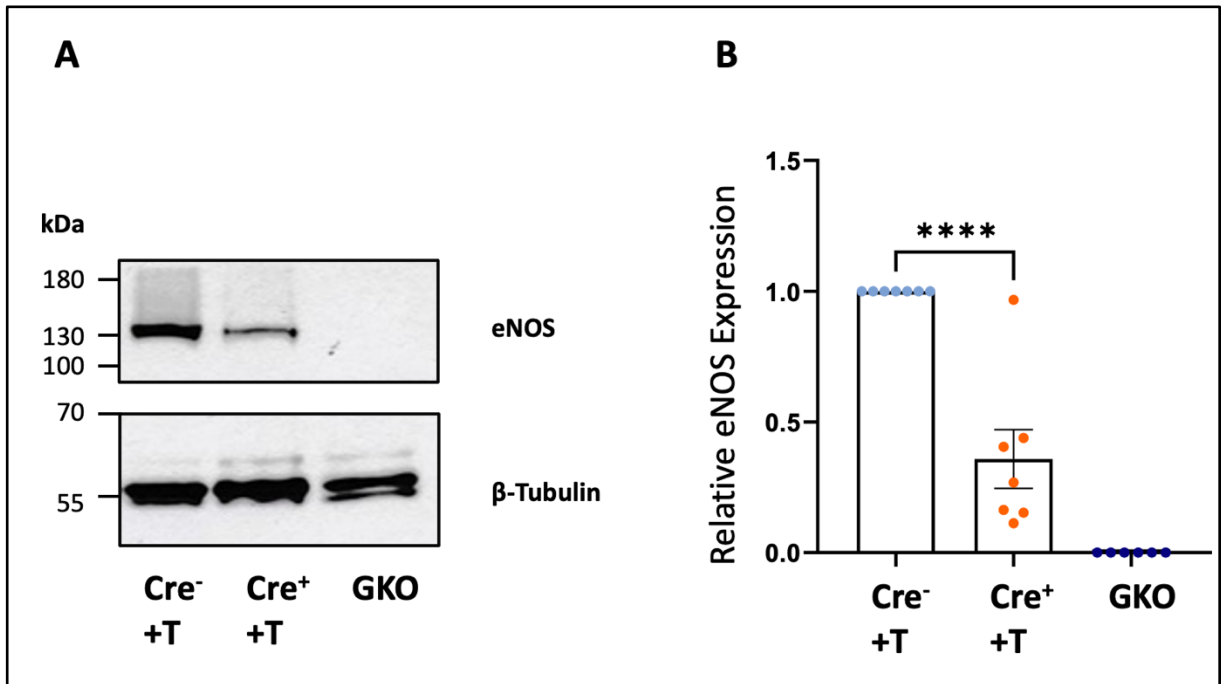 A
kDa
180
130
100
eNOS
70
55
β-Tubulin
Cre⁻ Cre⁺ GKO
+T +T
B
Relative eNOS Expression
1.5
1.0
0.5
0.0
****
Cre⁻ Cre⁺ GKO
+T +T